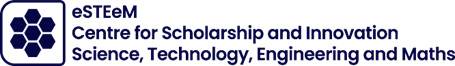 eSTEeM
Centre for Scholarship and Innovation
Science, Technology, Engineering and Maths